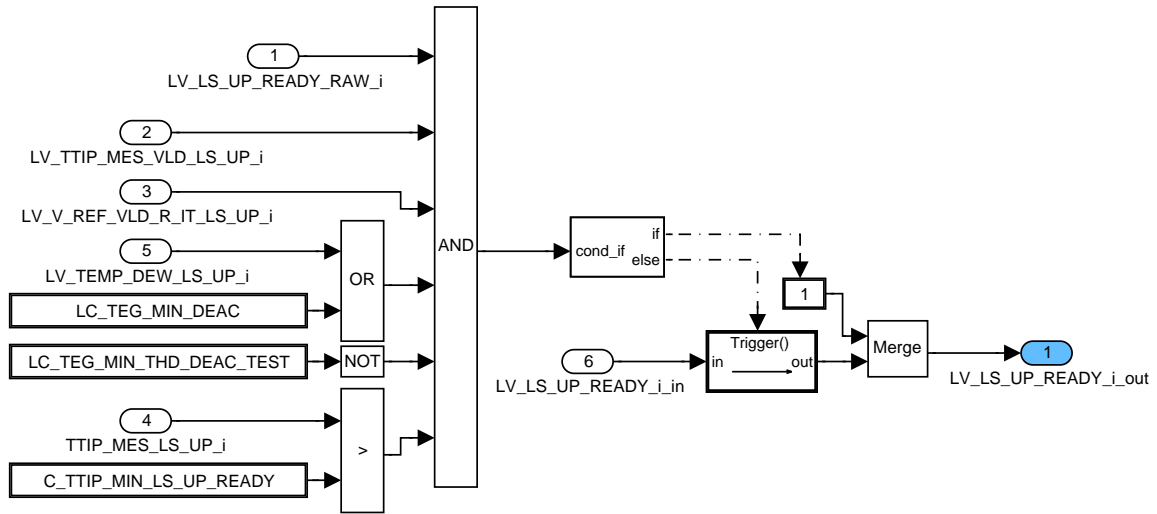 1
LV_LS_UP_READY_RAW_i
2
LV_TTIP_MES_VLD_LS_UP_i
3
LV_V_REF_VLD_R_IT_LS_UP_i
5
LV_TEMP_DEW_LS_UP_i
LC_TEG_MIN_DEAC
OR
LC_TEG_MIN_THD_DEAC_TEST
NOT
4
TTIP_MES_LS_UP_i
C_TTIP_MIN_LS_UP_READY
>
AND
cond_if
if
else
1
6
LV_LS_UP_READY_i_in
Trigger()
in
out
Merge
1
LV_LS_UP_READY_i_out